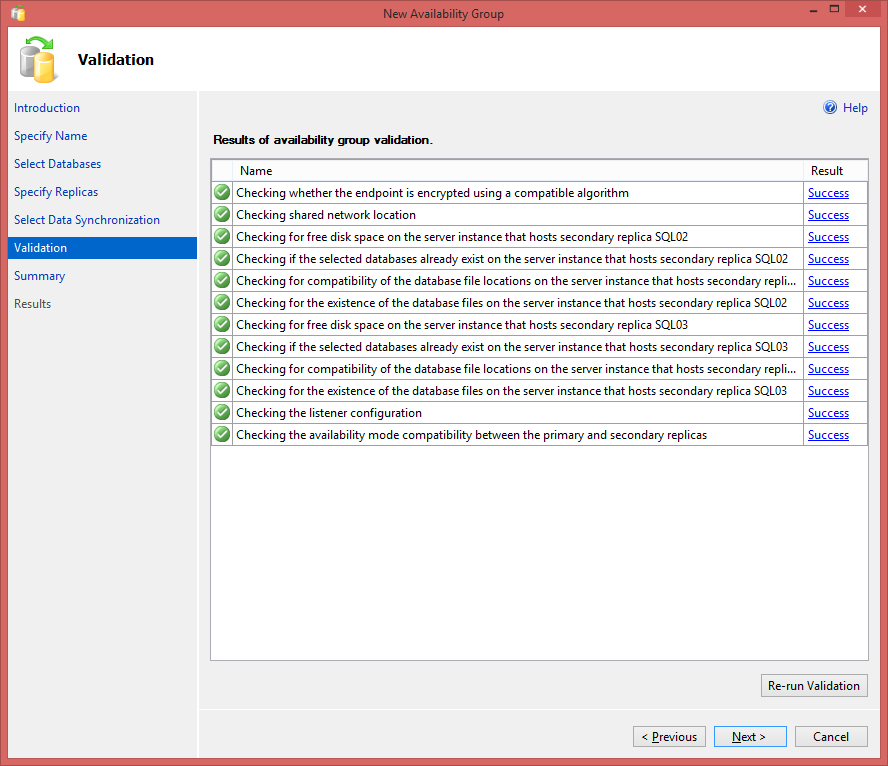 New Availability Group
Validation
Introduction
Specify Name
Select Databases
Specify Replicas
Select Data Synchronization
Validation
Summary
Results
Help
Results of availability group validation.
Name Result
Checking whether the endpoint is encrypted using a compatible algorithm Success
Checking shared network location Success
Checking for free disk space on the server instance that hosts secondary replica SQL02 Success
Checking if the selected databases already exist on the server instance that hosts secondary replica SQL02 Success
Checking for compatibility of the database file locations on the server instance that hosts secondary repli... Success
Checking for the existence of the database files on the server instance that hosts secondary replica SQL02 Success
Checking for free disk space on the server instance that hosts secondary replica SQL03 Success
Checking if the selected databases already exist on the server instance that hosts secondary replica SQL03 Success
Checking for compatibility of the database file locations on the server instance that hosts secondary repli... Success
Checking for the existence of the database files on the server instance that hosts secondary replica SQL03 Success
Checking the listener configuration Success
Checking the availability mode compatibility between the primary and secondary replicas Success
Re-run Validation
< Previous Next > Cancel